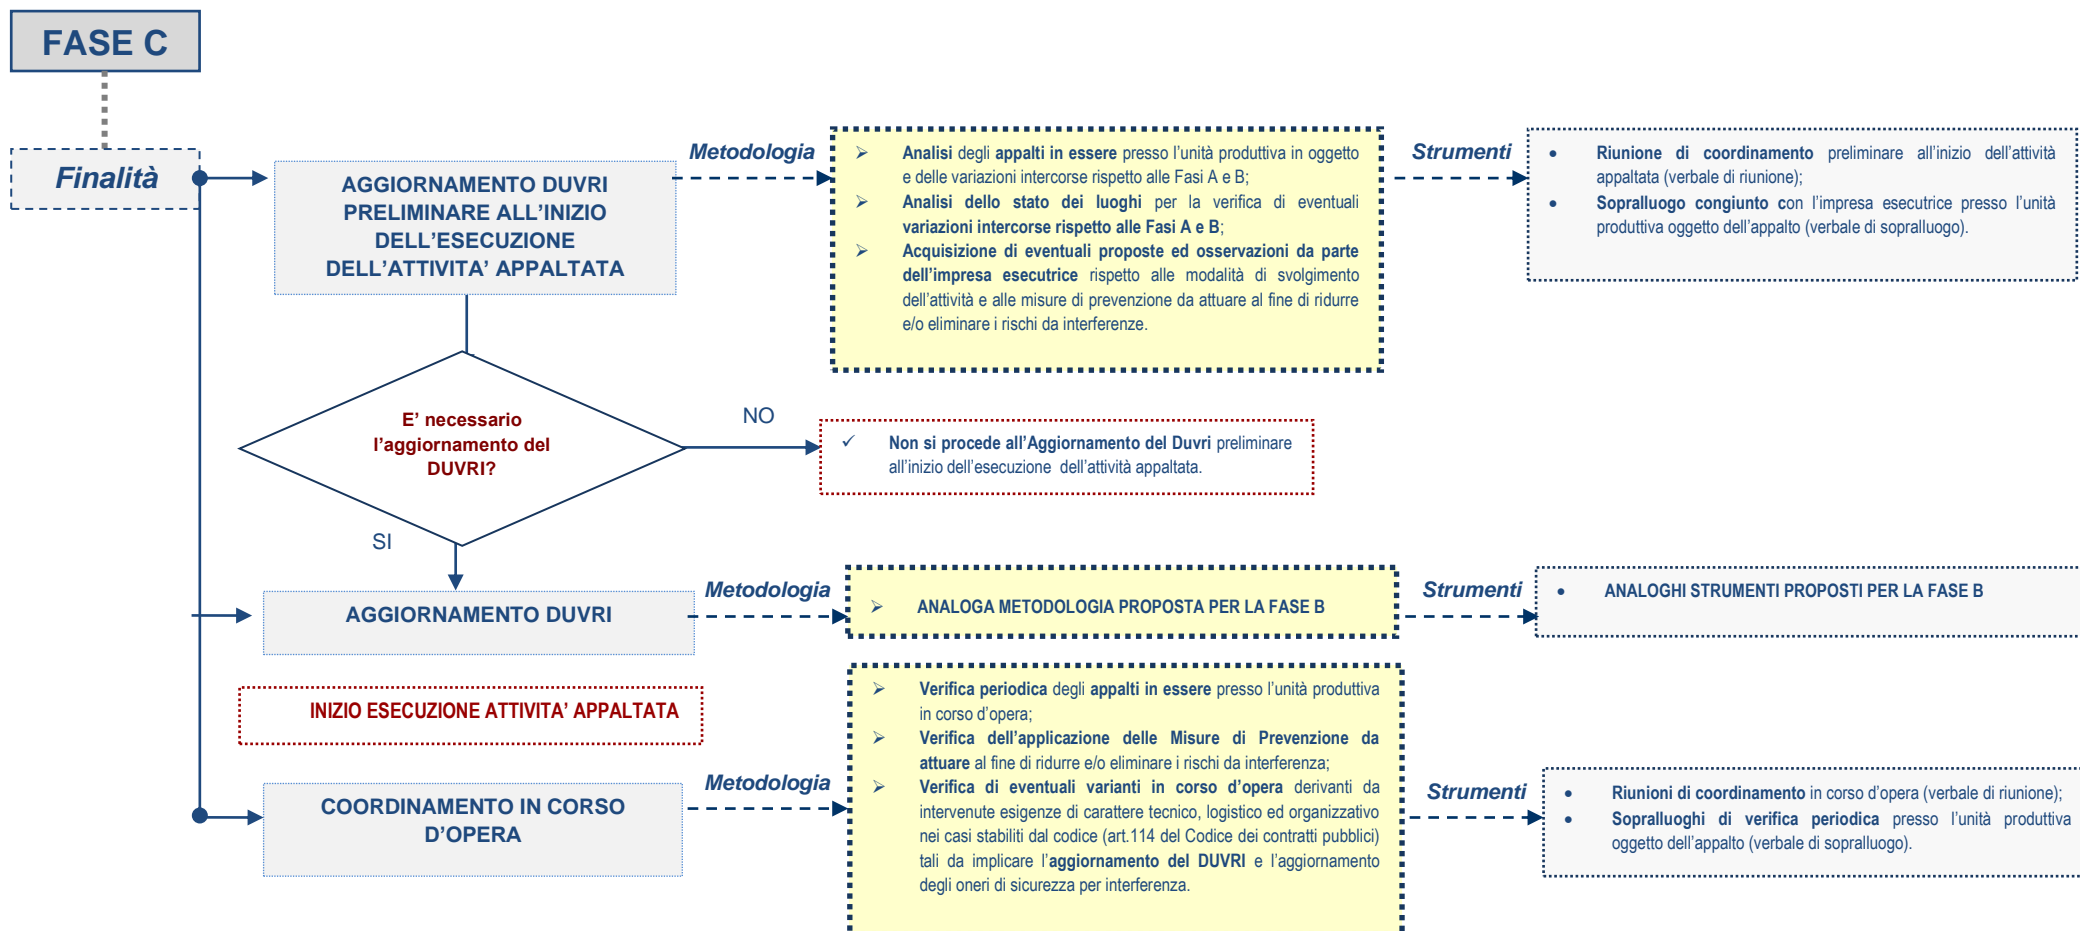 FASE C
Finalità
AGGIORNAMENTO DUVRI
PRELIMINARE ALL’INIZIO
DELL’ESECUZIONE
DELL’ATTIVITA’ APPALTATA
Metodologia
➢ Analisi degli appalti in essere presso l’unità produttiva in oggetto
e delle variazioni intercorse rispetto alle Fasi A e B;
➢ Analisi dello stato dei luoghi per la verifica di eventuali
variazioni intercorse rispetto alle Fasi A e B;
➢ Acquisizione di eventuali proposte ed osservazioni da parte
dell’impresa esecutrice rispetto alle modalità di svolgimento
dell’attività e alle misure di prevenzione da attuare al fine di ridurre
e/o eliminare i rischi da interferenze.
Strumenti
• Riunione di coordinamento preliminare all’inizio dell’attività
appaltata (verbale di riunione);
• Sopralluogo congiunto con l’impresa esecutrice presso l’unità
produttiva oggetto dell’appalto (verbale di sopralluogo).
E’ necessario
l’aggiornamento del
DUVRI?
NO
✓ Non si procede all’Aggiornamento del Duvri preliminare
all’inizio dell’esecuzione dell’attività appaltata.
SI
AGGIORNAMENTO DUVRI
Metodologia
➢ ANALOGA METODOLOGIA PROPOSTA PER LA FASE B
Strumenti
• ANALOGHI STRUMENTI PROPOSTI PER LA FASE B
INIZIO ESECUZIONE ATTIVITA’ APPALTATA
COORDINAMENTO IN CORSO
D’OPERA
Metodologia
➢ Verifica periodica degli appalti in essere presso l’unità produttiva
in corso d’opera;
➢ Verifica dell’applicazione delle Misure di Prevenzione da
attuare al fine di ridurre e/o eliminare i rischi da interferenza;
➢ Verifica di eventuali varianti in corso d’opera derivanti da
intervenute esigenze di carattere tecnico, logistico ed organizzativo
nei casi stabiliti dal codice (art.114 del Codice dei contratti pubblici)
tali da implicare l’aggiornamento del DUVRI e l’aggiornamento
degli oneri di sicurezza per interferenza.
Strumenti
• Riunioni di coordinamento in corso d’opera (verbale di riunione);
• Sopralluoghi di verifica periodica presso l’unità produttiva
oggetto dell’appalto (verbale di sopralluogo).